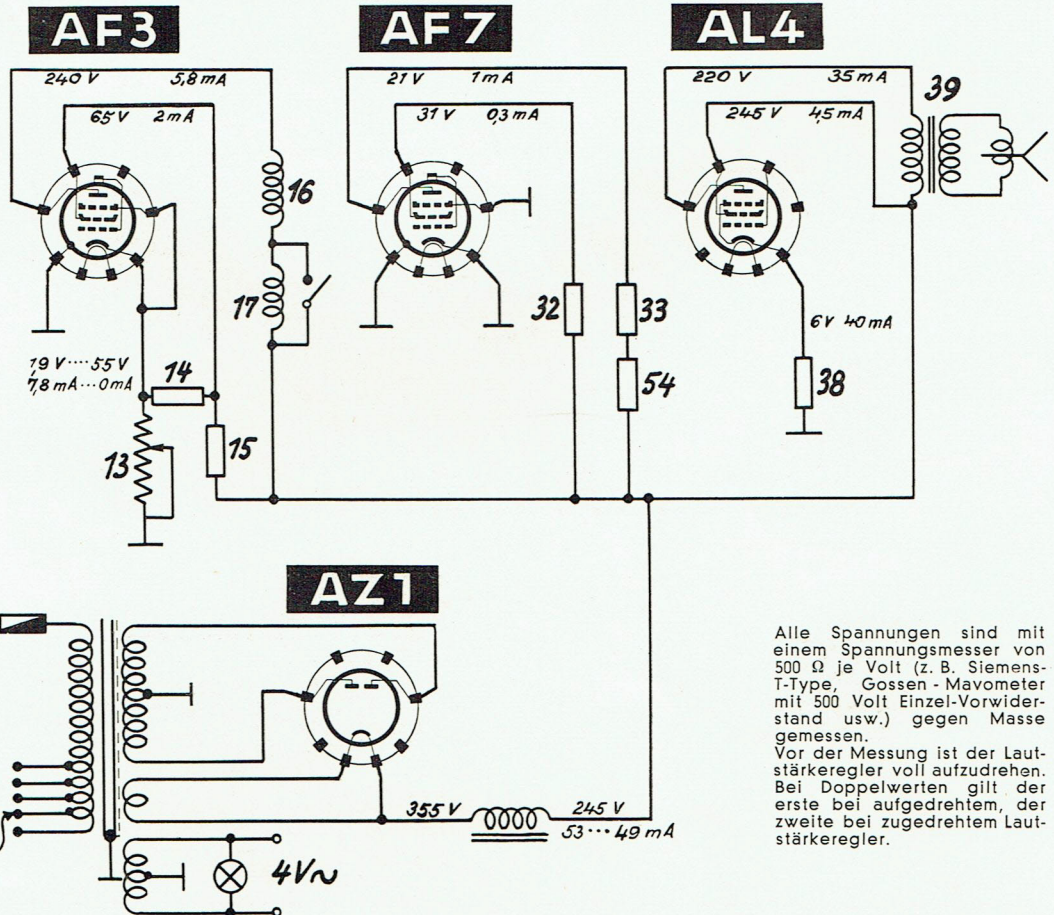 AF3
AF7
AL4
240 V 5,8 mA
65 V 2 mA
21 V 1 mA
31 V 0,3 mA
220 V 35 mA
245 V 4,5 mA
39
16
17
32
33
54
6 V 40 mA
38
1,9 V····55 V
7,8 mA···0 mA
14
13
15
AZ1
355 V
245 V
53···49 mA
4V~
Alle Spannungen sind mit
einem Spannungsmesser von
500 Ω je Volt (z. B. Siemens-
T-Type, Gossen - Mavometer
mit 500 Volt Einzel-Vorwider-
stand usw.) gegen Masse
gemessen.
Vor der Messung ist der Laut-
stärkeregler voll aufzudrehen.
Bei Doppelwerten gilt der
erste bei aufgedrehtem, der
zweite bei zugedrehtem Laut-
stärkeregler.